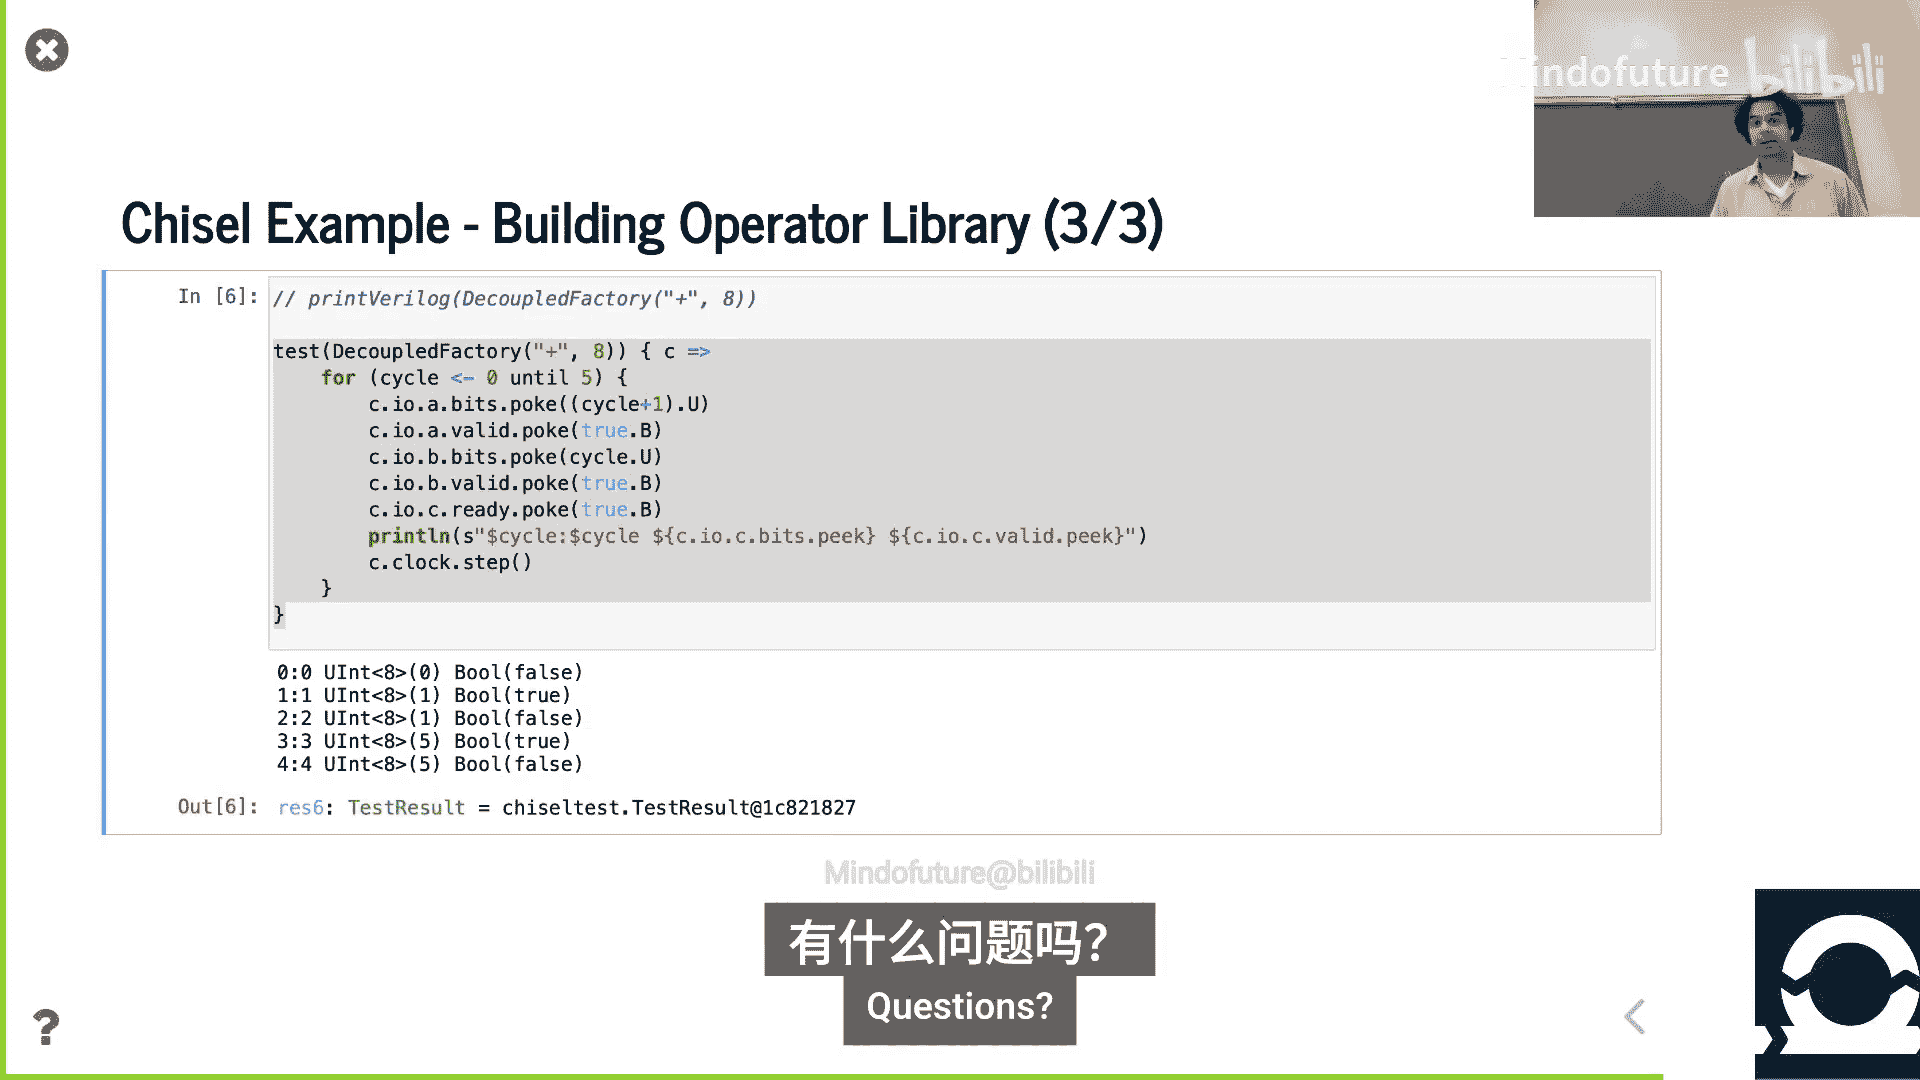 Mindofuture bilibili
Chisel Example - Building Operator Library (3/3)
In [6]:
// printVerilog(DecoupledFactory("+", 8))
test(DecoupledFactory("+", 8)) { c =>
    for (cycle <- 0 until 5) {
        c.io.a.bits.poke((cycle+1).U)
        c.io.a.valid.poke(true.B)
        c.io.b.bits.poke(cycle.U)
        c.io.b.valid.poke(true.B)
        c.io.c.ready.poke(true.B)
        println(s"$cycle:$cycle ${c.io.c.bits.peek} ${c.io.c.valid.peek}")
        c.clock.step()
    }
}
0:0 UInt<8>(0) Bool(false)
1:1 UInt<8>(1) Bool(true)
2:2 UInt<8>(1) Bool(false)
3:3 UInt<8>(5) Bool(true)
4:4 UInt<8>(5) Bool(false)
Out[6]: res6: TestResult = chiseltest.TestResult@1c821827
Mindofuture@bilibili
有什么问题吗？
Questions?
?